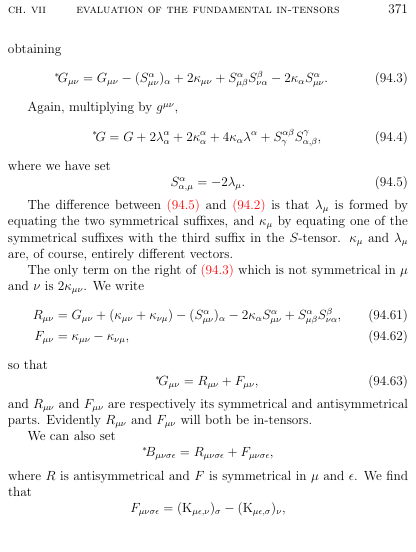 CH. VII EVALUATION OF THE FUNDAMENTAL IN-TENSORS 371
obtaining
*G_{μν} = G_{μν} − (S^α_{μν})_α + 2κ_{μν} + S^α_{μβ}S^β_{να} − 2κ_αS^α_{μν}. (94.3)
Again, multiplying by g^{μν},
*G = G + 2λ^α_α + 2κ^α_α + 4κ_αλ^α + S^{αβ}_γS^γ_{αβ}, (94.4)
where we have set
S^α_{α,μ} = −2λ_μ. (94.5)
The difference between (94.5) and (94.2) is that λ_μ is formed by
equating the two symmetrical suffixes, and κ_μ by equating one of the
symmetrical suffixes with the third suffix in the S-tensor. κ_μ and λ_μ
are, of course, entirely different vectors.
The only term on the right of (94.3) which is not symmetrical in μ
and ν is 2κ_{μν}. We write
R_{μν} = G_{μν} + (κ_{μν} + κ_{νμ}) − (S^α_{μν})_α − 2κ_αS^α_{μν} + S^α_{μβ}S^β_{να}, (94.61)
F_{μν} = κ_{μν} − κ_{νμ}, (94.62)
so that
*G_{μν} = R_{μν} + F_{μν}, (94.63)
and R_{μν} and F_{μν} are respectively its symmetrical and antisymmetrical
parts. Evidently R_{μν} and F_{μν} will both be in-tensors.
We can also set
*B_{μνσε} = R_{μνσε} + F_{μνσε},
where R is antisymmetrical and F is symmetrical in μ and ε. We find
that
F_{μνσε} = (K_{με,ν})_σ − (K_{με,σ})_ν,